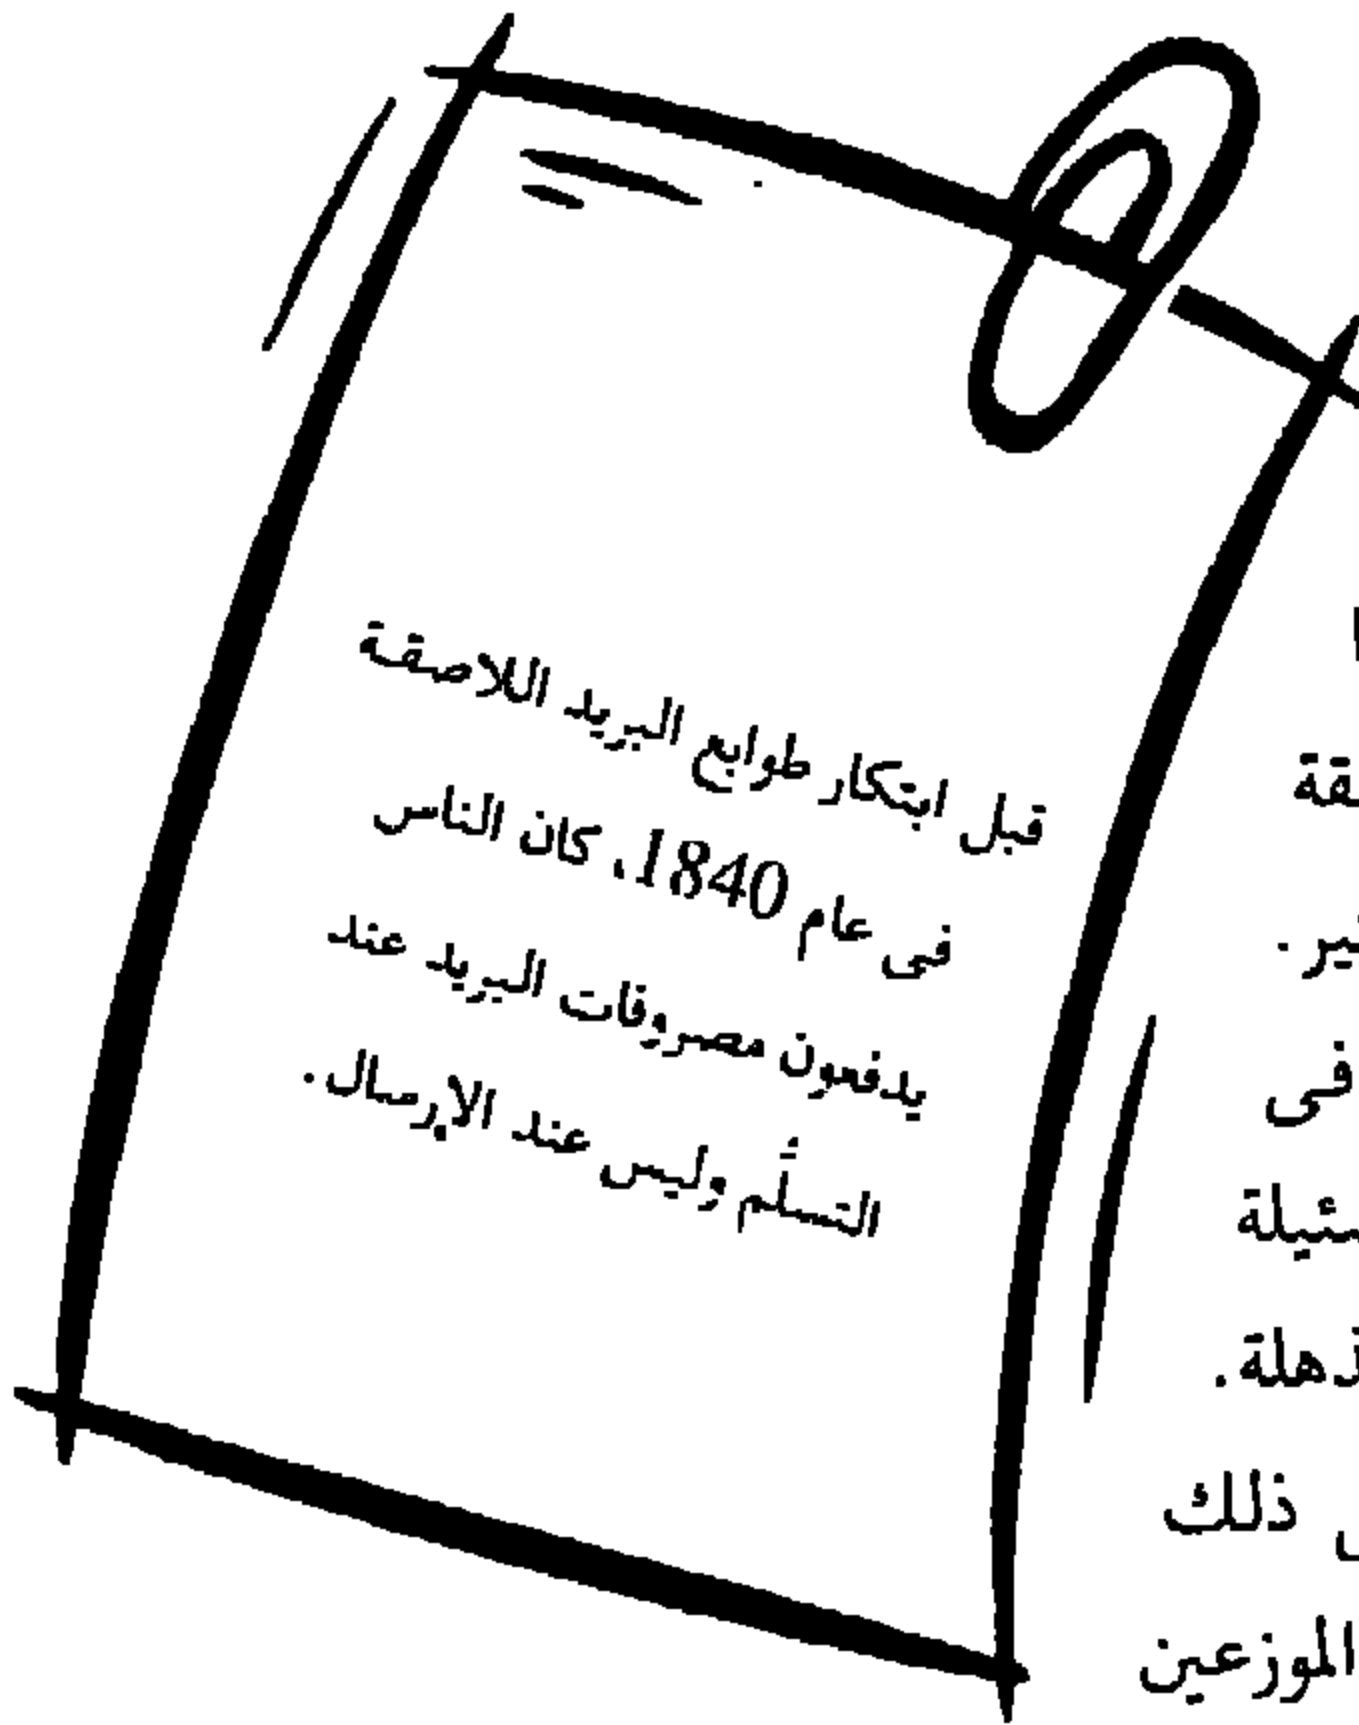 قبل ابتكار طوابع البريد اللاصقة
فى عام 1840، كان الناس
يدفعون مصروفات البريد عند
التسلُّم وليس عند الإرسال.
فى
ذلك
الموزعين